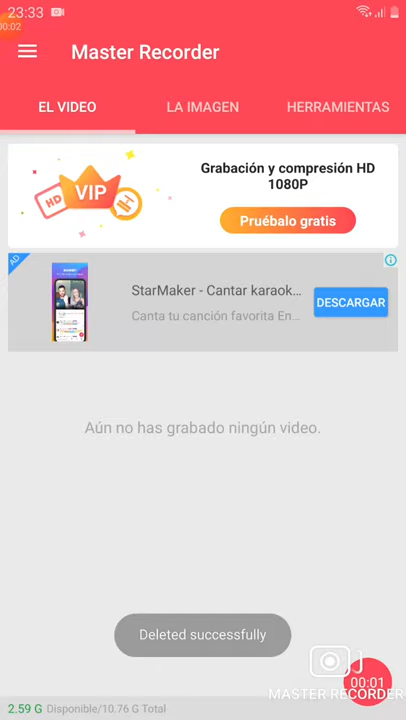 23:33
00:02
Master Recorder
EL VIDEO
LA IMAGEN
HERRAMIENTAS
HD
VIP
Grabación y compresión HD
1080P
Pruébalo gratis
AD
StarMaker - Cantar karaok...
Canta tu canción favorita En...
DESCARGAR
Aún no has grabado ningún video.
Deleted successfully
00:01
MASTER RECORDER
2.59 G Disponible/10.76 G Total